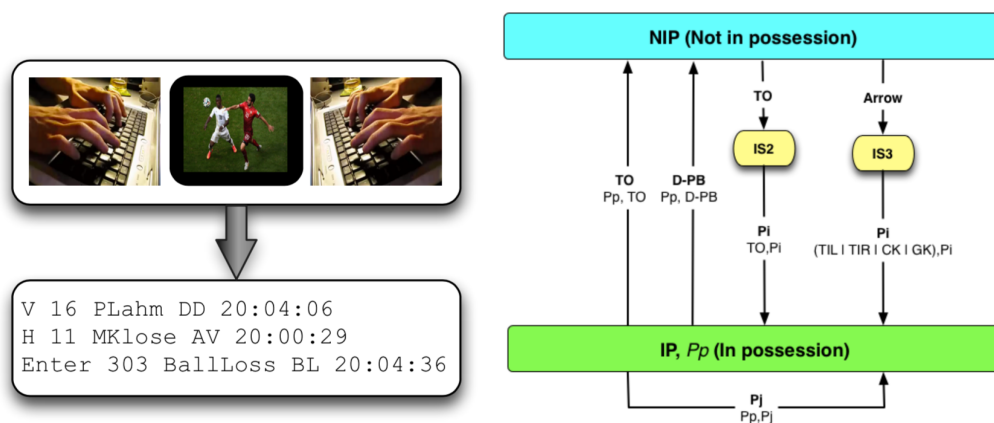 V 16 PLahm DD 20:04:06
H 11 MKlose AV 20:00:29
Enter 303 BallLoss BL 20:04:36
NIP (Not in possession)
TO
Arrow
IS2
IS3
TO
Pp, TO
D-PB
Pp, D-PB
Pi
TO,Pi
Pi
(TIL | TIR | CK | GK),Pi
IP, Pp (In possession)
Pj
Pp,Pj